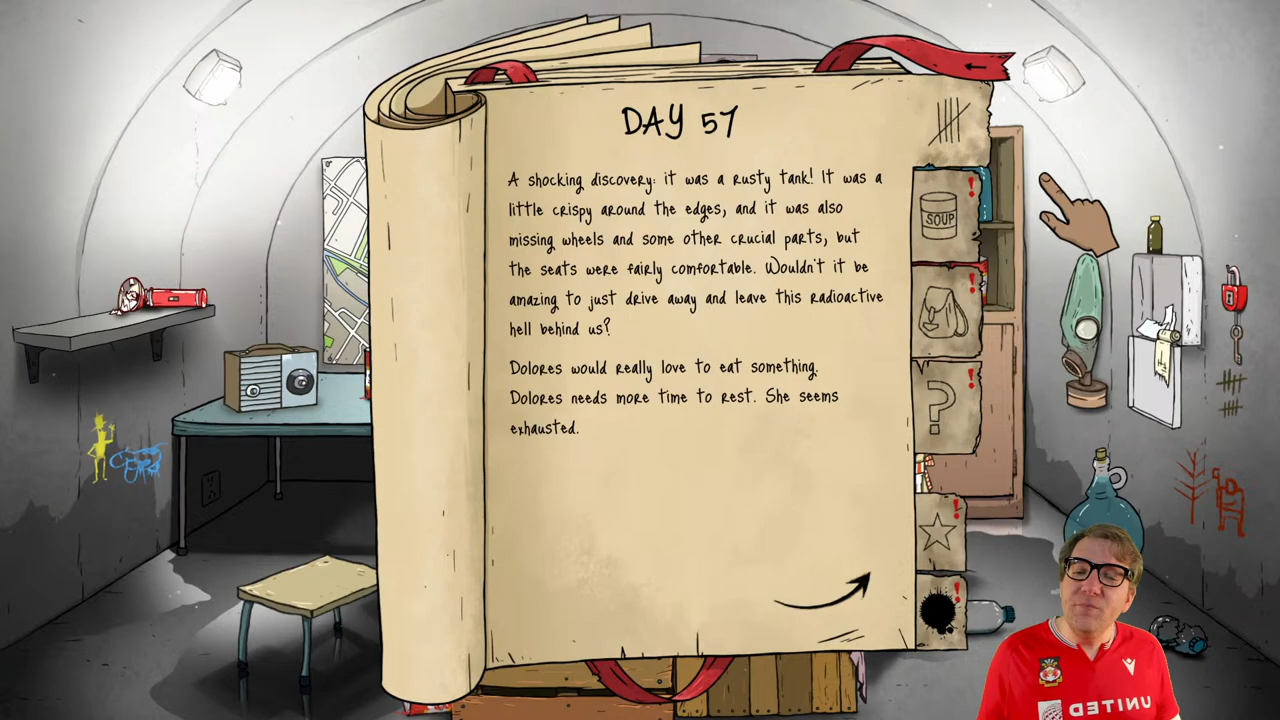 DAY 57
A shocking discovery: it was a rusty tank! It was a
little crispy around the edges, and it was also
missing wheels and some other crucial parts, but
the seats were fairly comfortable. Wouldn't it be
amazing to just drive away and leave this radioactive
hell behind us?
Dolores would really love to eat something.
Dolores needs more time to rest. She seems
exhausted.
!
SOUP
!
?
!
!
!
UNITED